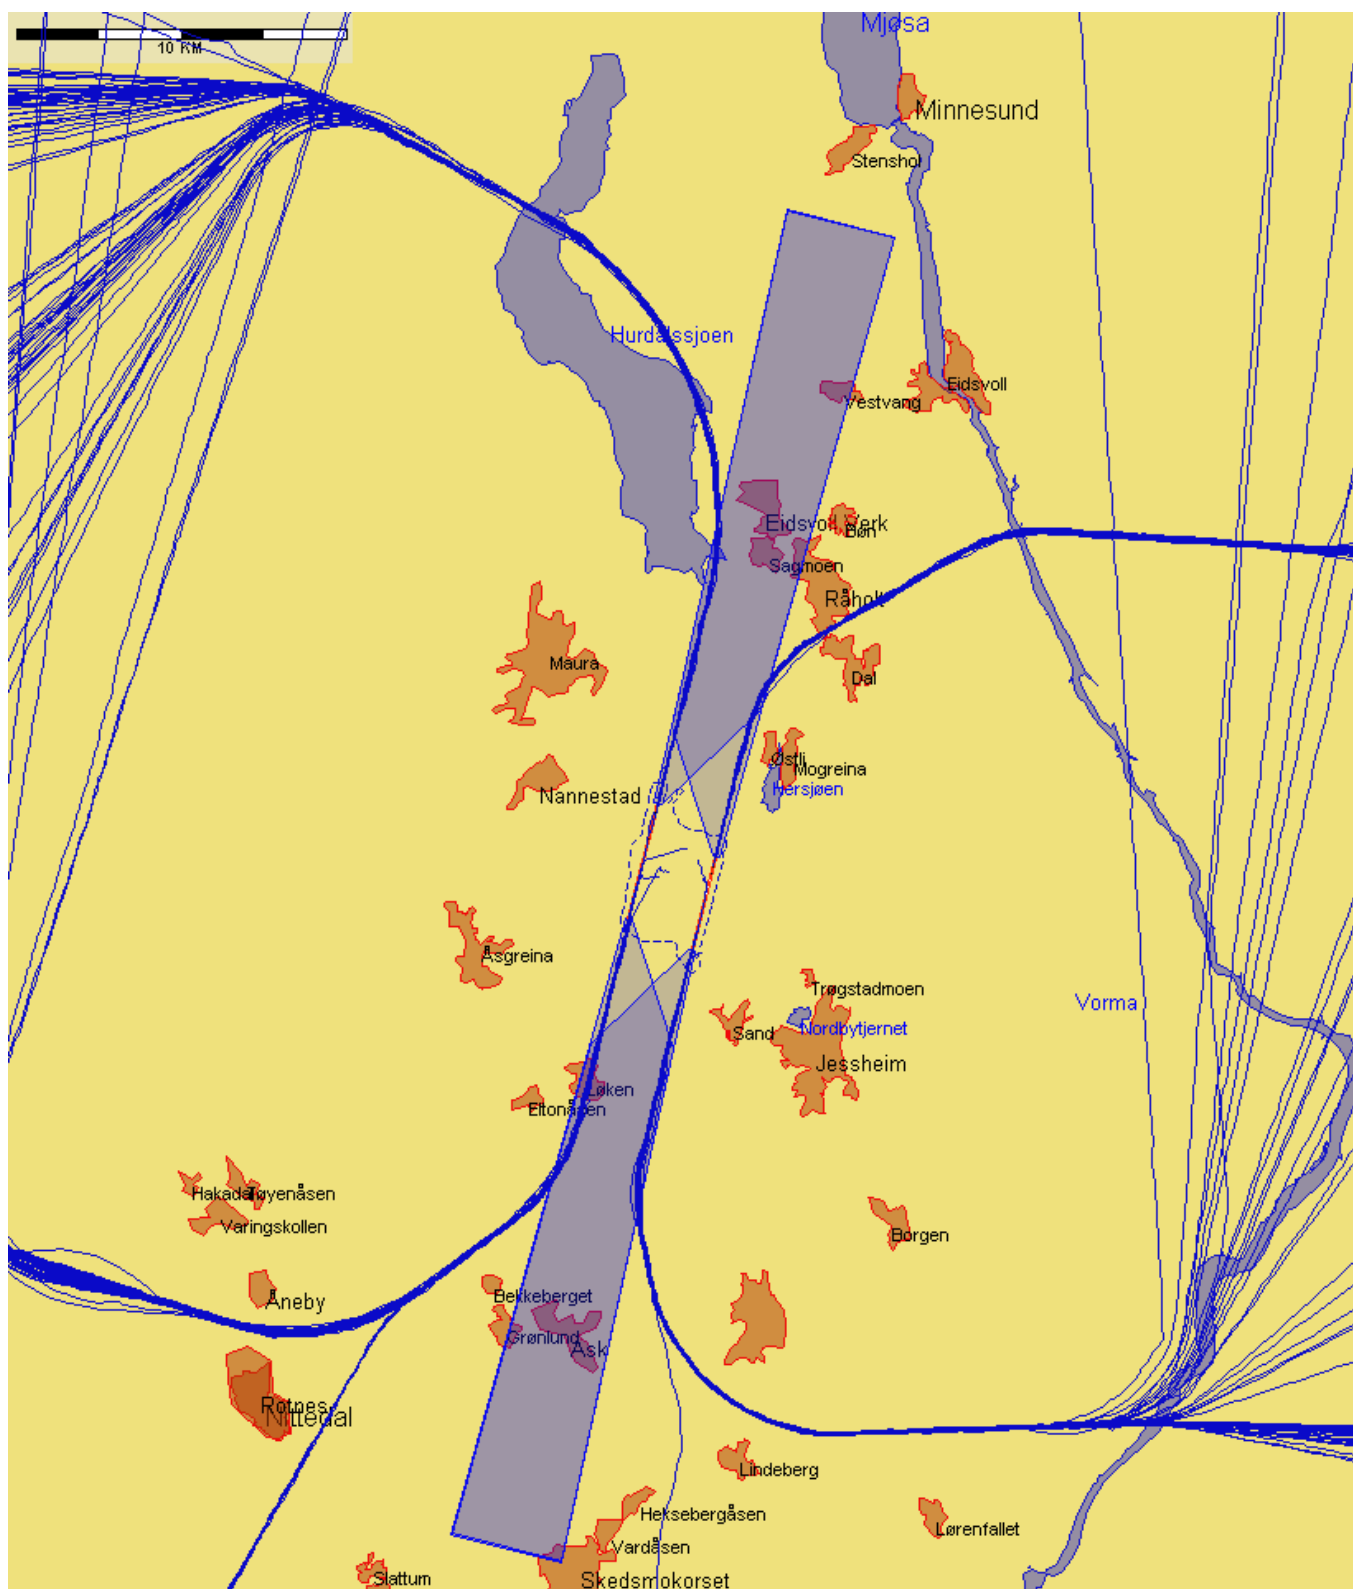 Mjøsa
10 KM
Minnesund
Stenshol
Hurdalssjoen
Eidsvoll
Vestvang
Eidsvoll Verk
Bøn
Sagmoen
Råholt
Maura
Dal
Østli
Mogreina
Hersjøen
Nannestad
Åsgreina
Trøgstadmoen
Vorma
Nordbytjernet
Sand
Jessheim
Løken
Eltonåsen
Hakadal
Tøyenåsen
Varingskollen
Borgen
Bekkeberget
Åneby
Grønlund
Ask
Rotnes
Nittedal
Lindeberg
Heksebergåsen
Lørenfallet
Vardåsen
Slattum
Skedsmokorset